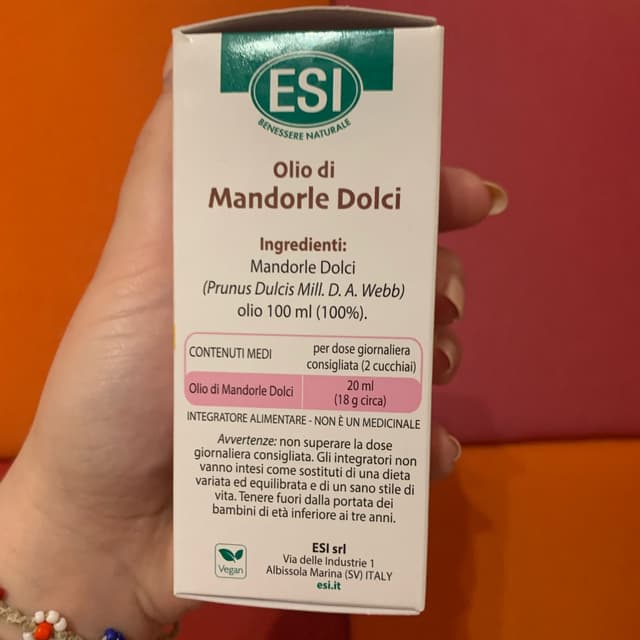 ESI
BENESSERE NATURALE
Olio di
Mandorle Dolci
Ingredienti:
Mandorle Dolci
(Prunus Dulcis Mill. D. A. Webb)
olio 100 ml (100%).
CONTENUTI MEDI
per dose giornaliera
consigliata (2 cucchiai)
Olio di Mandorle Dolci
20 ml
(18 g circa)
INTEGRATORE ALIMENTARE - NON È UN MEDICINALE
Avvertenze: non superare la dose
giornaliera consigliata. Gli integratori non
vanno intesi come sostituti di una dieta
variata ed equilibrata e di un sano stile di
vita. Tenere fuori dalla portata dei
bambini di età inferiore ai tre anni.
Vegan
ESI srl
Via delle Industrie 1
Albissola Marina (SV) ITALY
esi.it